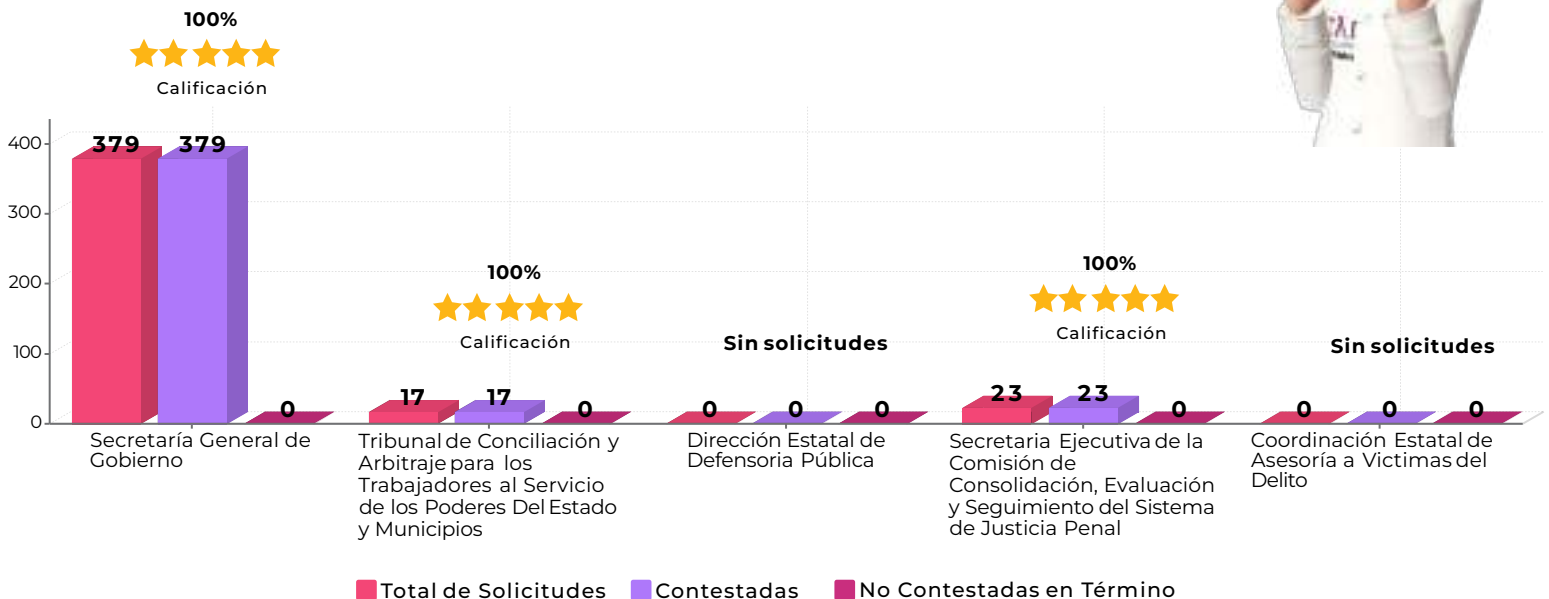 100%
Calificación
400
300
200
100
0
379 379 0
100%
Calificación
17 17 0
Sin solicitudes
0 0 0
100%
Calificación
23 23 0
Sin solicitudes
0 0 0
Secretaría General de
Gobierno
Tribunal de Conciliación y
Arbitraje para los
Trabajadores al Servicio
de los Poderes Del Estado
y Municipios
Dirección Estatal de
Defensoria Pública
Secretaria Ejecutiva de la
Comisión de
Consolidación, Evaluación
y Seguimiento del Sistema
de Justicia Penal
Coordinación Estatal de
Asesoría a Victimas del
Delito
Total de Solicitudes Contestadas No Contestadas en Término